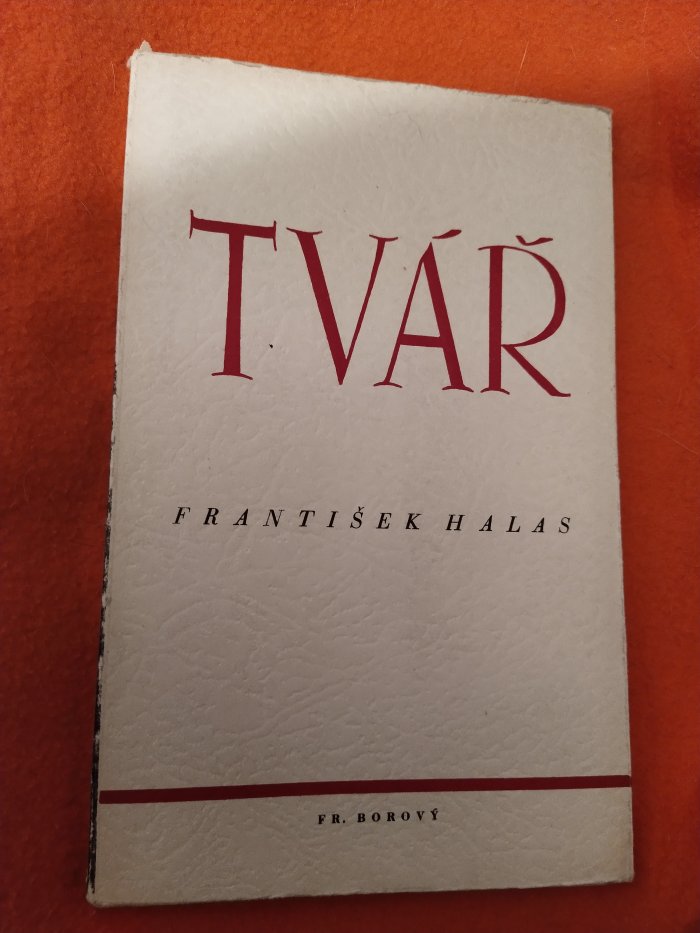 TVÁŘ
FRANTIŠEK HALAS
FR. BOROVÝ